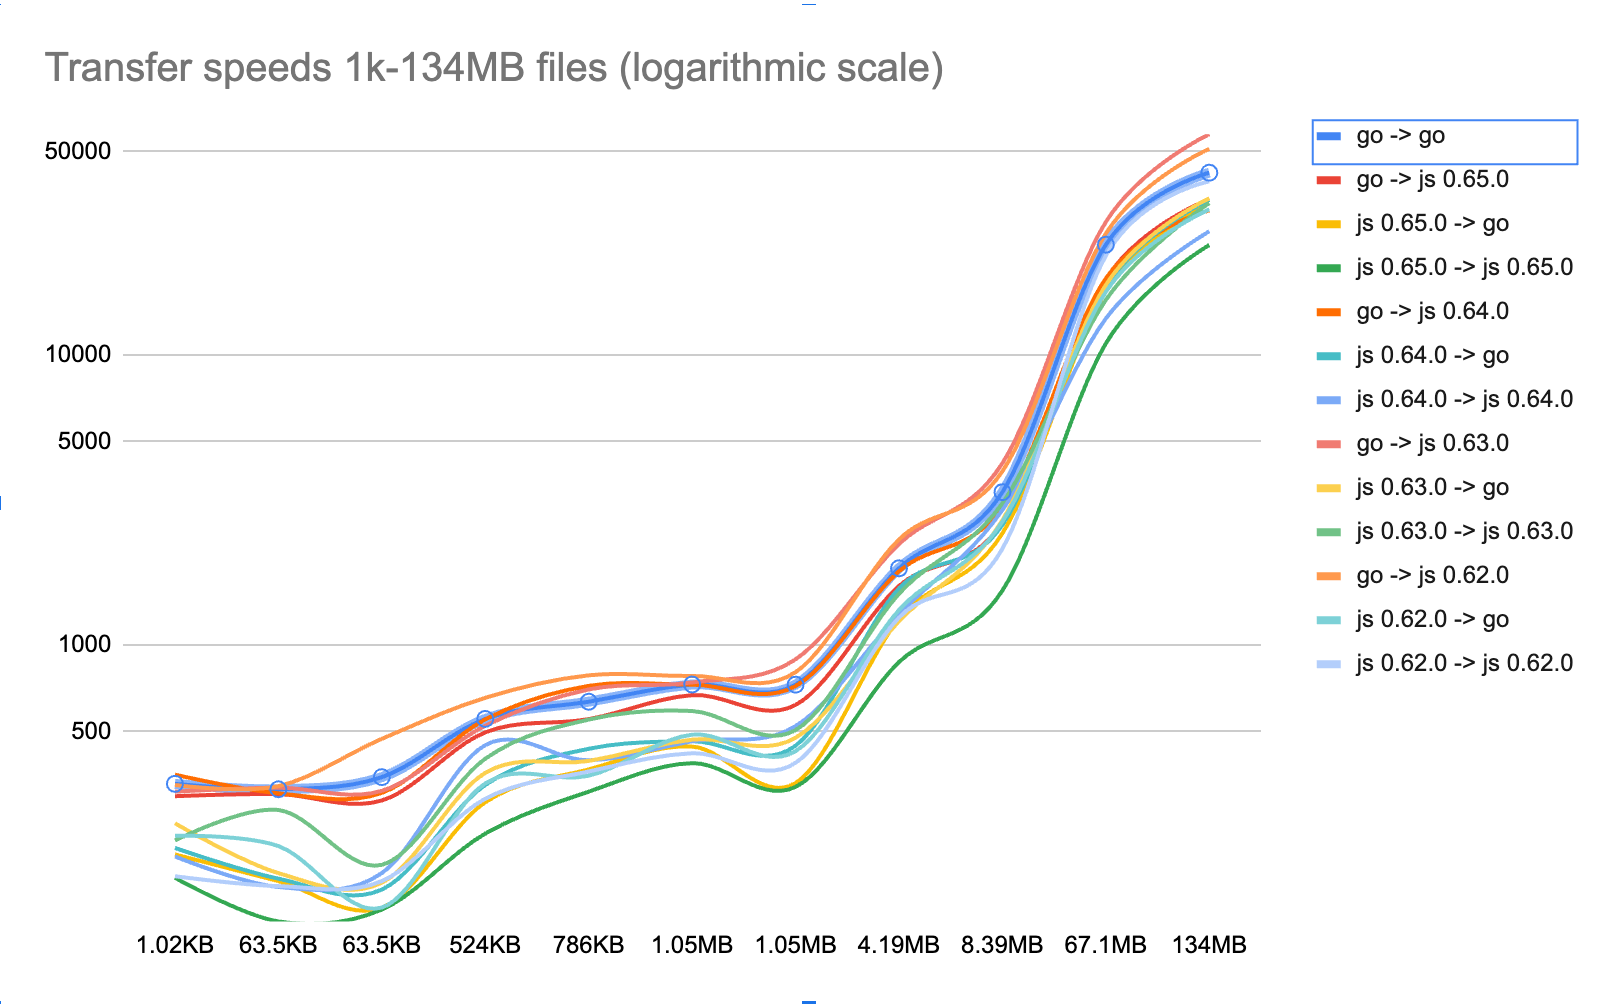 Transfer speeds 1k-134MB files (logarithmic scale)
50000
10000
5000
1000
500
1.02KB 63.5KB 63.5KB 524KB 786KB 1.05MB 1.05MB 4.19MB 8.39MB 67.1MB 134MB
go -> go
go -> js 0.65.0
js 0.65.0 -> go
js 0.65.0 -> js 0.65.0
go -> js 0.64.0
js 0.64.0 -> go
js 0.64.0 -> js 0.64.0
go -> js 0.63.0
js 0.63.0 -> go
js 0.63.0 -> js 0.63.0
go -> js 0.62.0
js 0.62.0 -> go
js 0.62.0 -> js 0.62.0